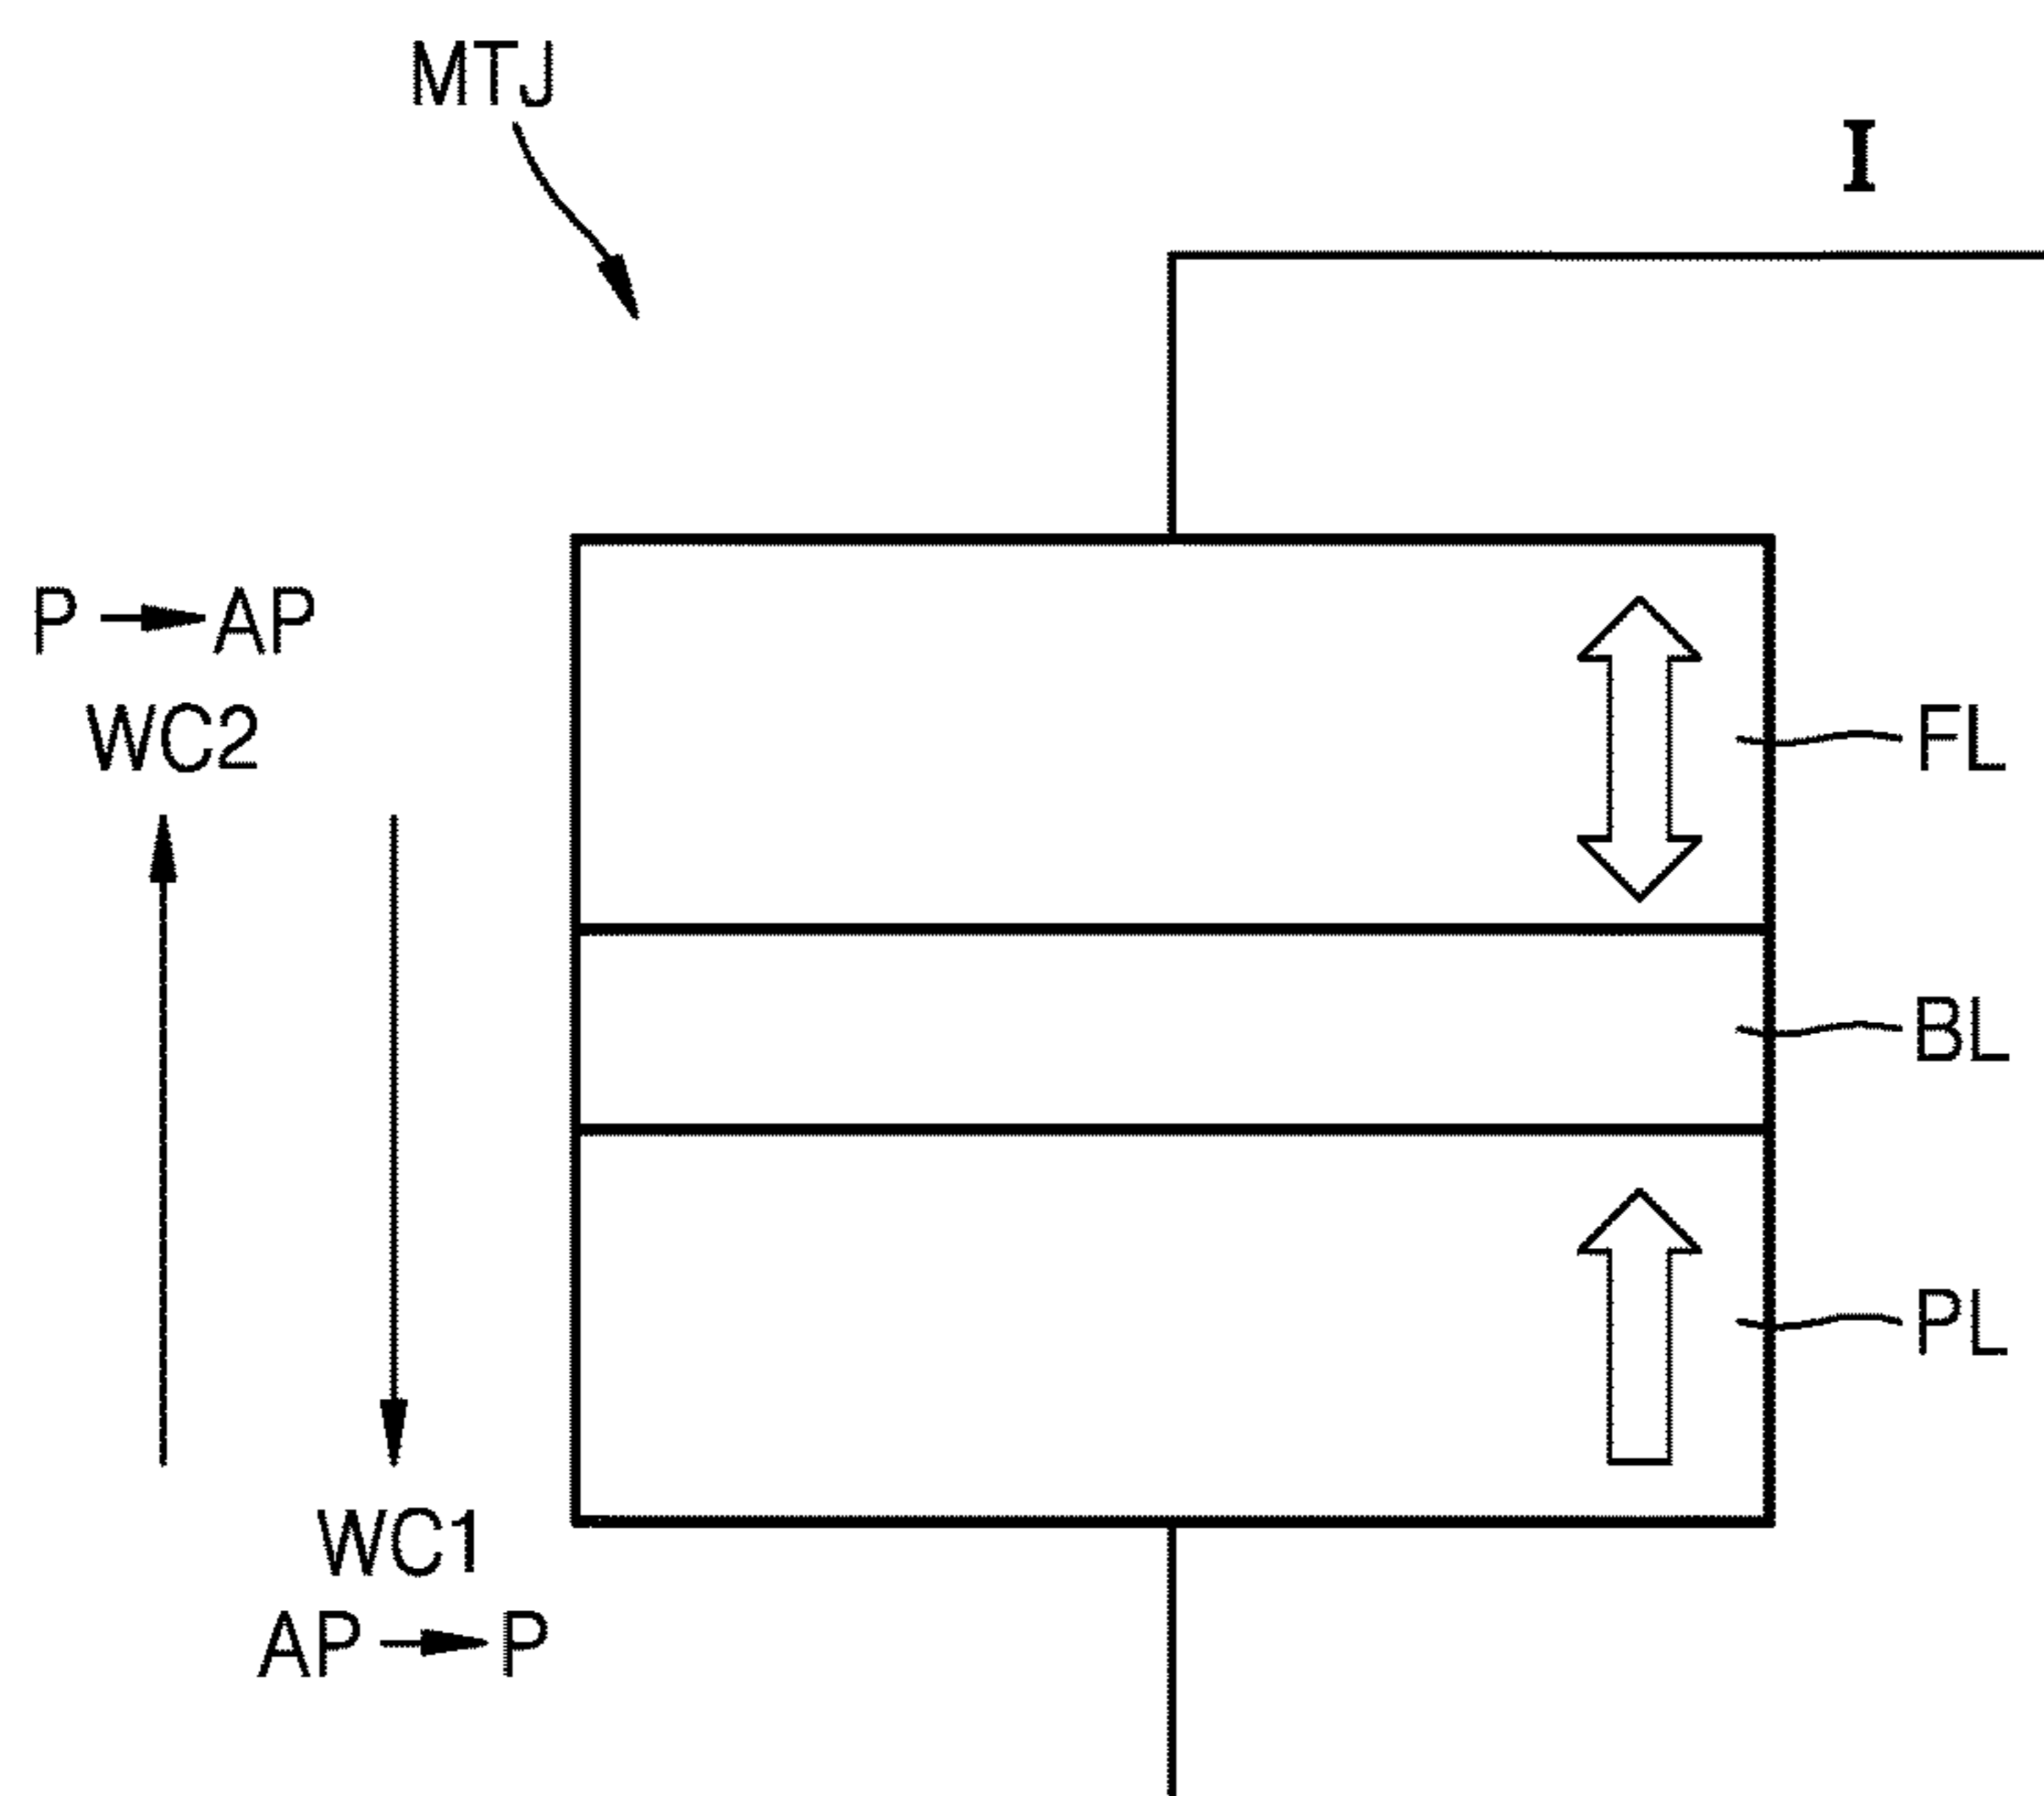 MTJ
I
P → AP
WC2
FL
BL
PL
WC1
AP → P